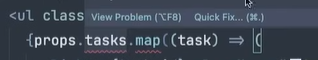 <ul class View Problem (⌥F8) Quick Fix... (⌘.)
{props.tasks.map((task) => (